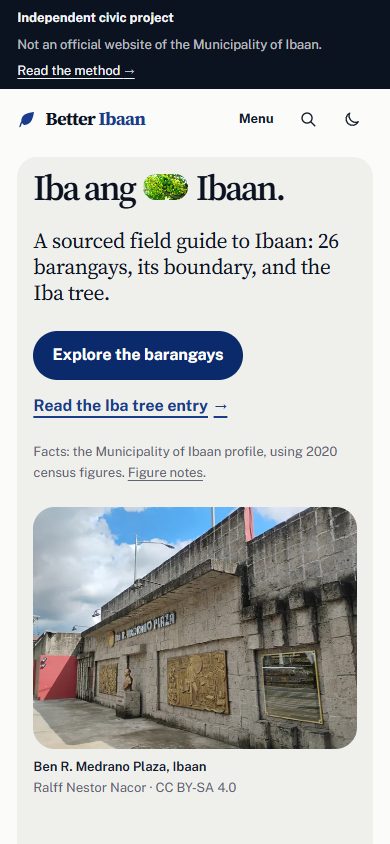 Independent civic project
Not an official website of the Municipality of Ibaan.
Read the method →
Better Ibaan
Menu
Iba ang Ibaan.
A sourced field guide to Ibaan: 26
barangays, its boundary, and the
Iba tree.
Explore the barangays
Read the Iba tree entry →
Facts: the Municipality of Ibaan profile, using 2020
census figures. Figure notes.
BEN R. MEDRANO PLAZA
Ben R. Medrano Plaza, Ibaan
Ralff Nestor Nacor · CC BY-SA 4.0